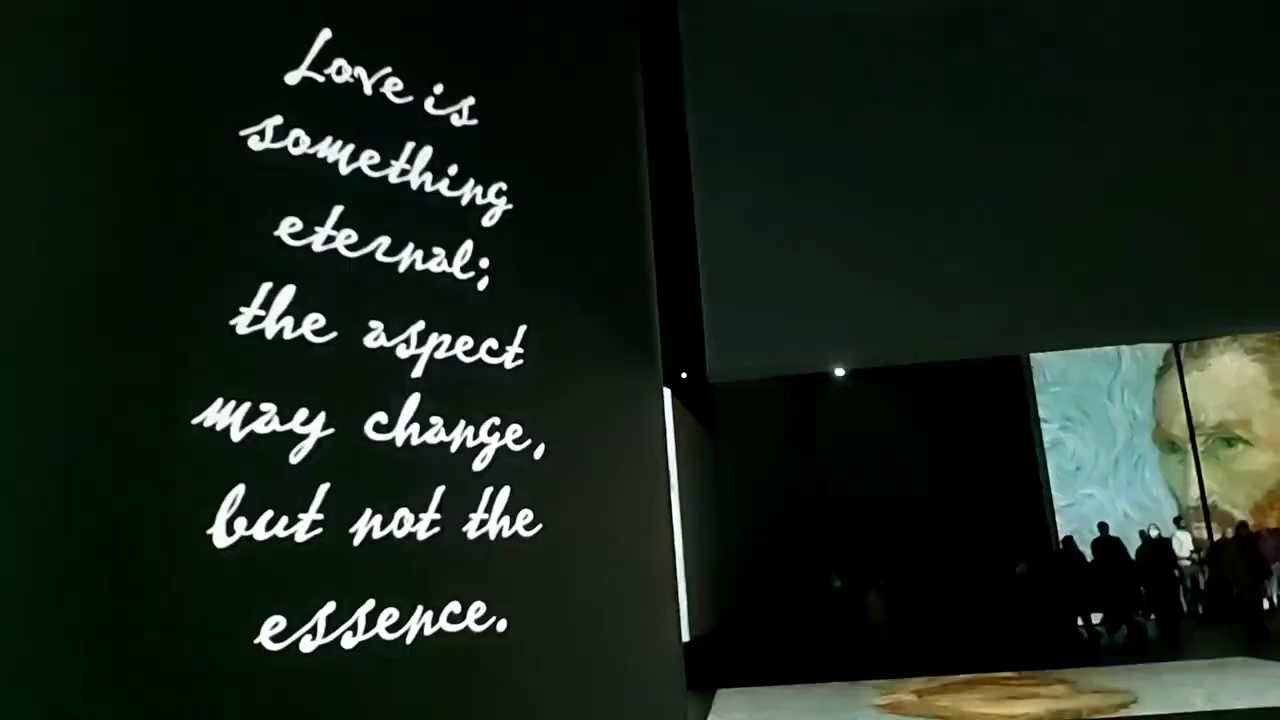 Love is
something
eternal;
the aspect
may change,
but not the
essence.